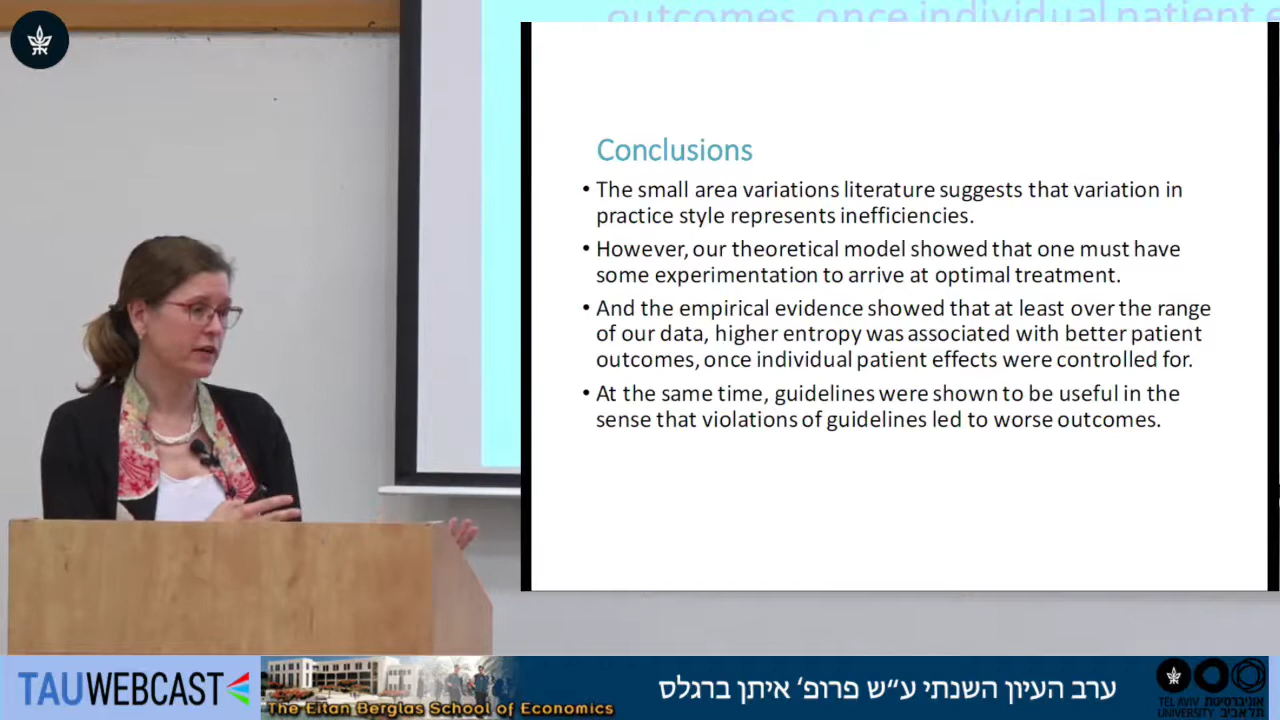 outcomes, once individual patient e
Conclusions
• The small area variations literature suggests that variation in
practice style represents inefficiencies.
• However, our theoretical model showed that one must have
some experimentation to arrive at optimal treatment.
• And the empirical evidence showed that at least over the range
of our data, higher entropy was associated with better patient
outcomes, once individual patient effects were controlled for.
• At the same time, guidelines were shown to be useful in the
sense that violations of guidelines led to worse outcomes.
TAUWEBCAST
The Eitan Berglas School of Economics
ערב העיון השנתי ע״ש פרופ׳ איתן ברגלס
TEL AVIV אוניברסיטת
UNIVERSITY תל אביב